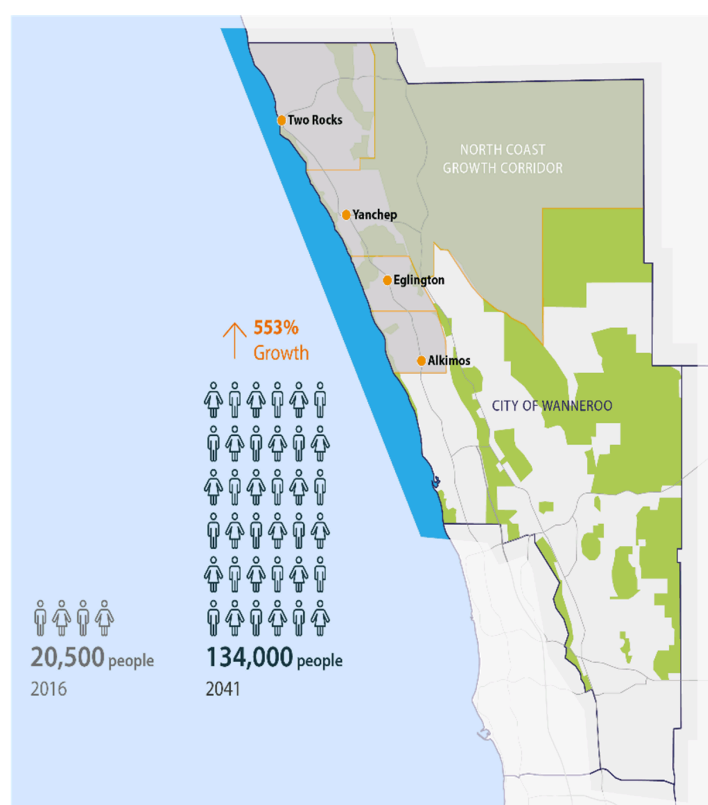 Two Rocks
NORTH COAST
GROWTH CORRIDOR
Yanchep
Eglington
553%
Growth
Alkimos
CITY OF WANNEROO
20,500 people
2016
134,000 people
2041